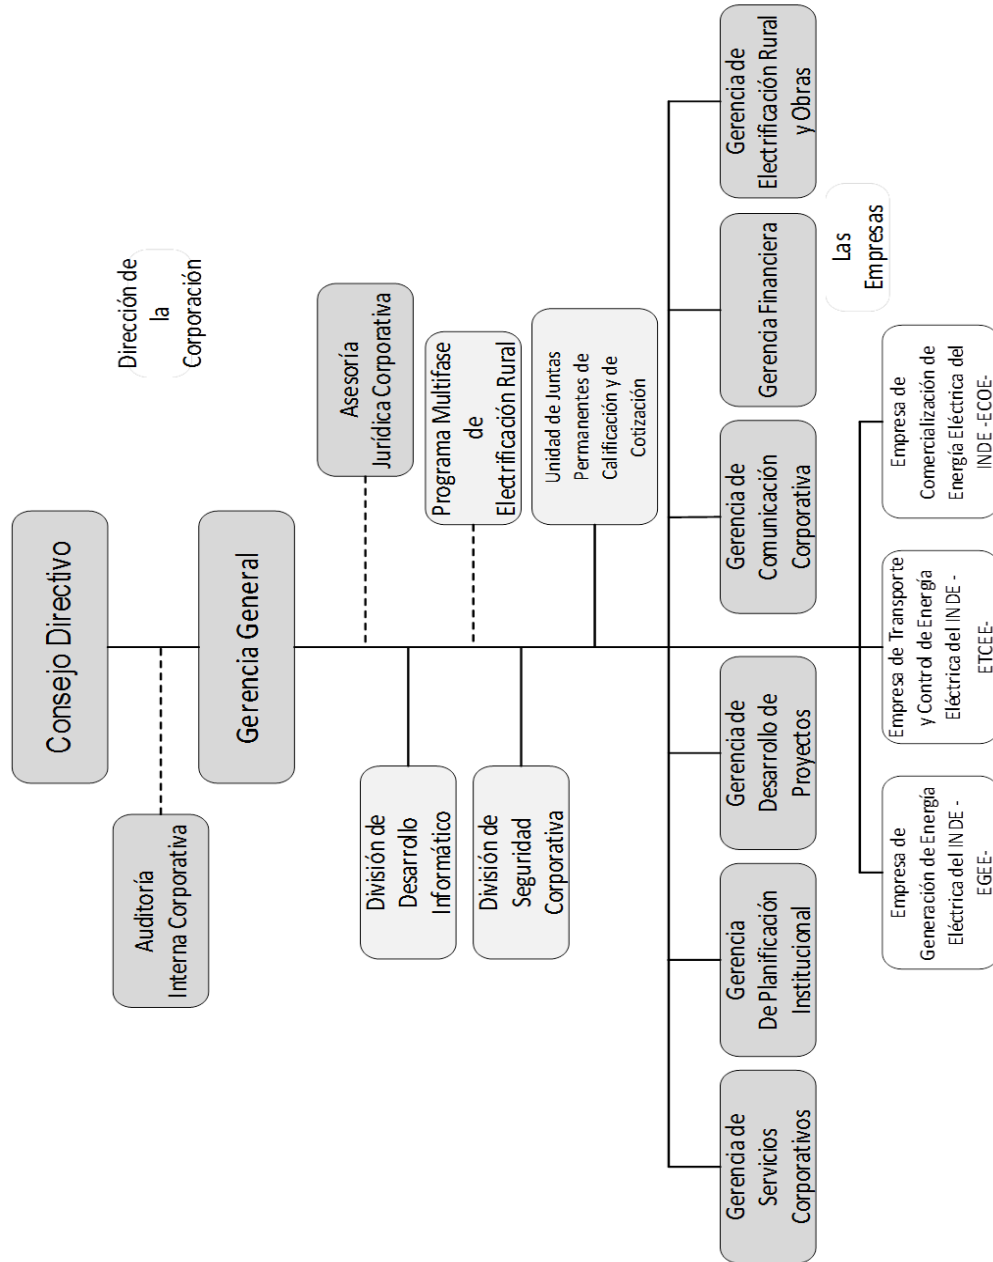 Consejo Directivo
Auditoría
Interna Corporativa
Gerencia General
Dirección de
la
Corporación
Asesoría
Jurídica Corporativa
División de
Desarrollo
Informático
Programa Multifase
de
Electrificación Rural
División de
Seguridad
Corporativa
Unidad de Juntas
Permanentes de
Calificación y de
Cotización
Gerencia de
Servicios
Corporativos
Gerencia
De Planificación
Institucional
Gerencia de
Desarrollo de
Proyectos
Gerencia de
Comunicación
Corporativa
Gerencia Financiera
Gerencia de
Electrificación Rural
y Obras
Las
Empresas
Empresa de
Generación de Energía
Eléctrica del INDE -
EGEE-
Empresa de Transporte
y Control de Energía
Eléctrica del INDE -
ETCEE-
Empresa de
Comercialización de
Energía Eléctrica del
INDE -ECOE-